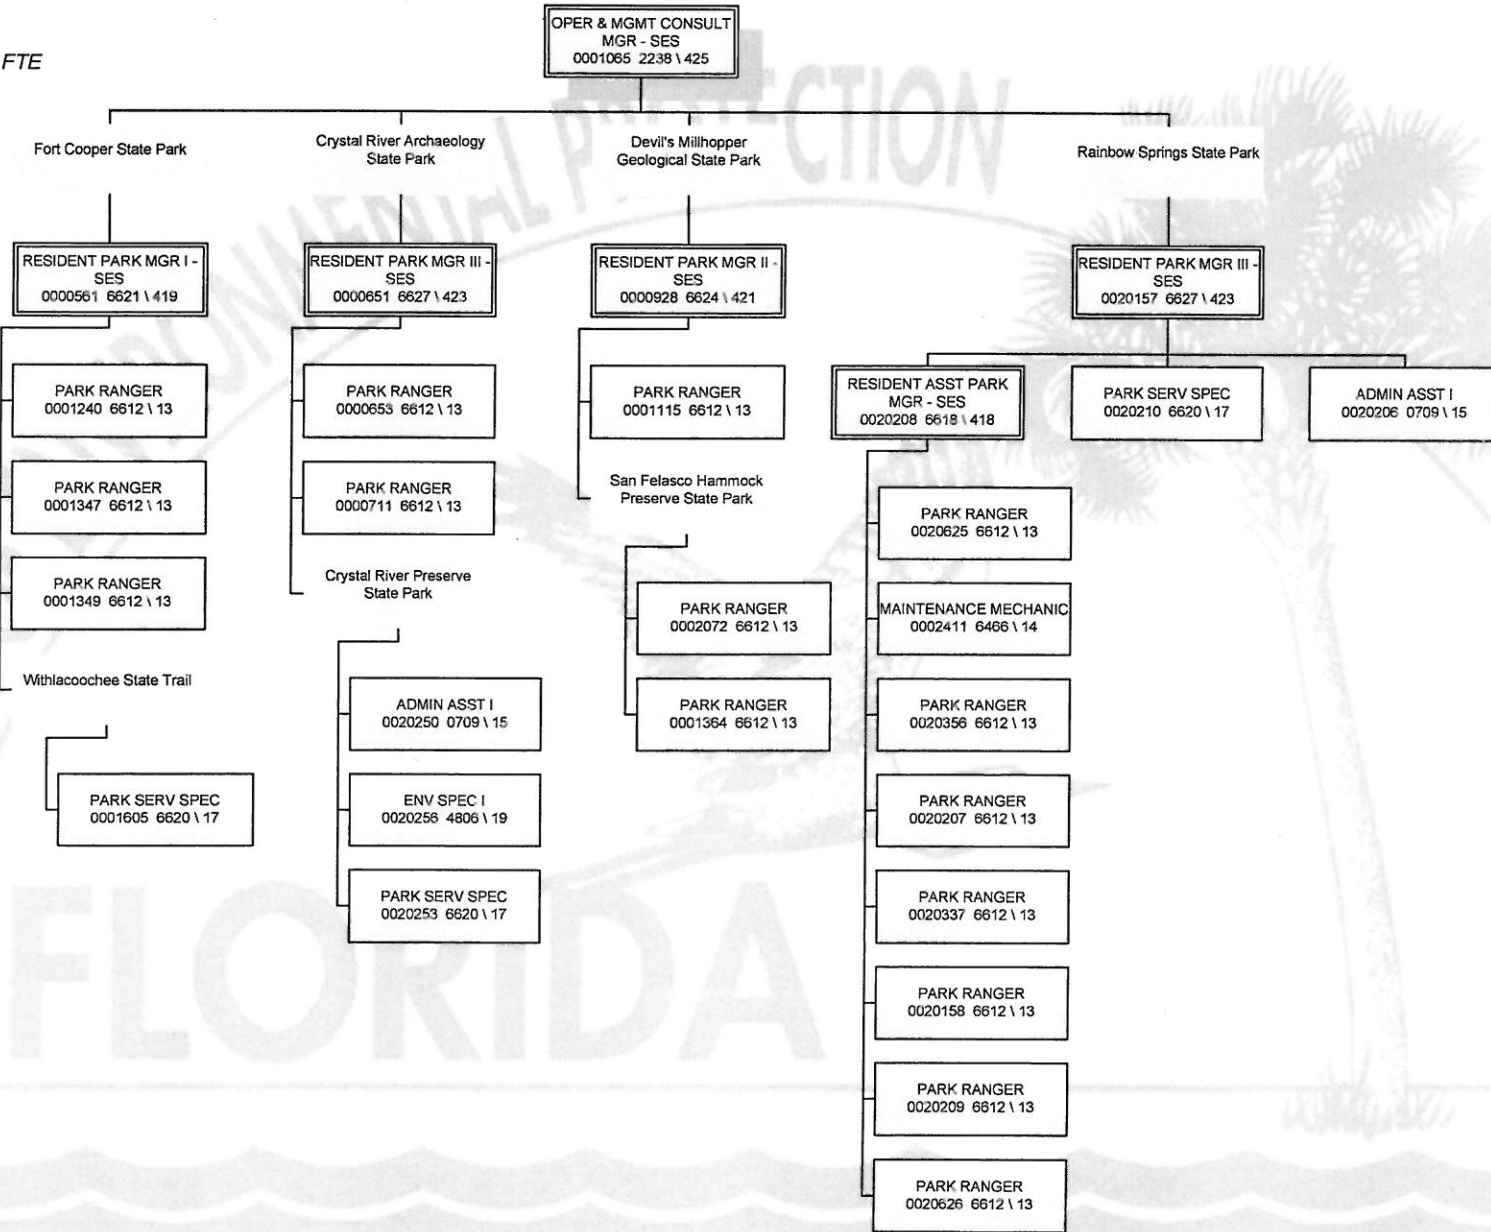 OPER & MGMT CONSULT
MGR - SES
0001065 2238 \ 425
FTE
Fort Cooper State Park
RESIDENT PARK MGR I -
SES
0000561 6621 \ 419
PARK RANGER
0001240 6612 \ 13
PARK RANGER
0001347 6612 \ 13
PARK RANGER
0001349 6612 \ 13
Withlacoochee State Trail
PARK SERV SPEC
0001605 6620 \ 17
Crystal River Archaeology
State Park
RESIDENT PARK MGR III -
SES
0000651 6627 \ 423
PARK RANGER
0000653 6612 \ 13
PARK RANGER
0000711 6612 \ 13
Crystal River Preserve
State Park
ADMIN ASST I
0020250 0709 \ 15
ENV SPEC I
0020256 4806 \ 19
PARK SERV SPEC
0020253 6620 \ 17
Devil's Millhopper
Geological State Park
RESIDENT PARK MGR II -
SES
0000928 6624 \ 421
PARK RANGER
0001115 6612 \ 13
San Felasco Hammock
Preserve State Park
PARK RANGER
0002072 6612 \ 13
PARK RANGER
0001364 6612 \ 13
Rainbow Springs State Park
RESIDENT PARK MGR III -
SES
0020157 6627 \ 423
RESIDENT ASST PARK
MGR - SES
0020208 6618 \ 418
PARK SERV SPEC
0020210 6620 \ 17
ADMIN ASST I
0020206 0709 \ 15
PARK RANGER
0020625 6612 \ 13
MAINTENANCE MECHANIC
0002411 6466 \ 14
PARK RANGER
0020356 6612 \ 13
PARK RANGER
0020207 6612 \ 13
PARK RANGER
0020337 6612 \ 13
PARK RANGER
0020158 6612 \ 13
PARK RANGER
0020209 6612 \ 13
PARK RANGER
0020626 6612 \ 13
FLORIDA